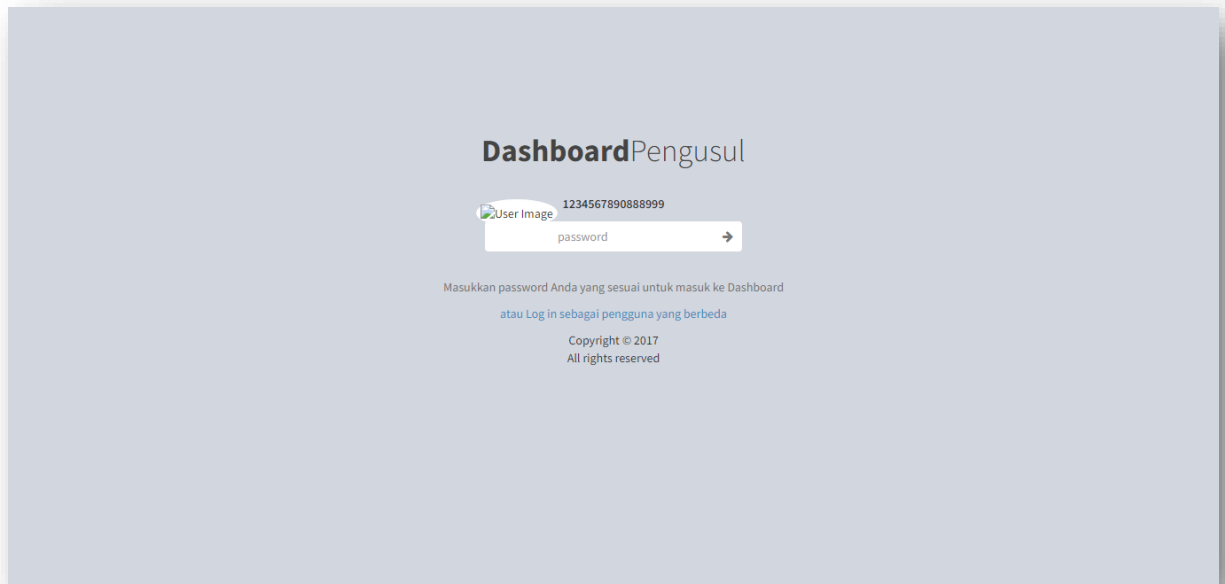 DashboardPengusul
1234567890888999
User Image
password
Masukkan password Anda yang sesuai untuk masuk ke Dashboard
atau Log in sebagai pengguna yang berbeda
Copyright © 2017
All rights reserved